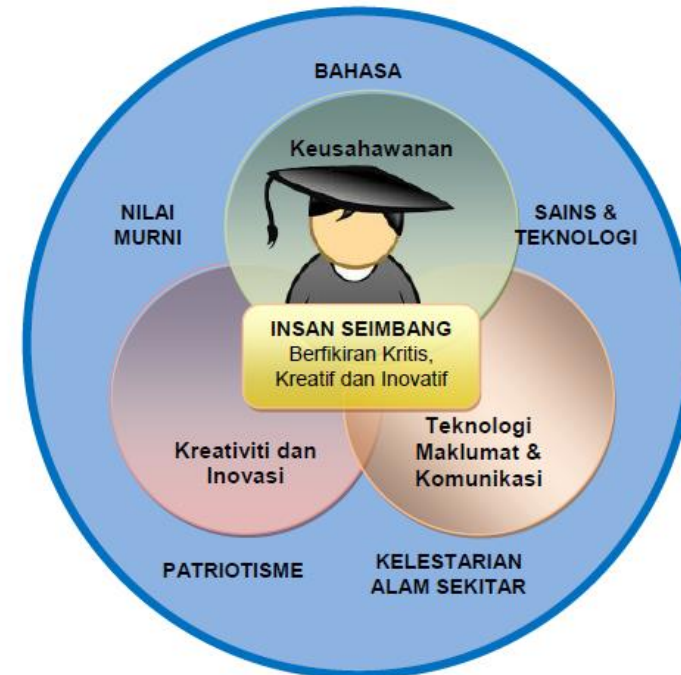 BAHASA
Keusahawanan
NILAI
MURNI
SAINS &
TEKNOLOGI
INSAN SEIMBANG
Berfikiran Kritis,
Kreatif dan Inovatif
Kreativiti dan
Inovasi
Teknologi
Maklumat &
Komunikasi
PATRIOTISME
KELESTARIAN
ALAM SEKITAR